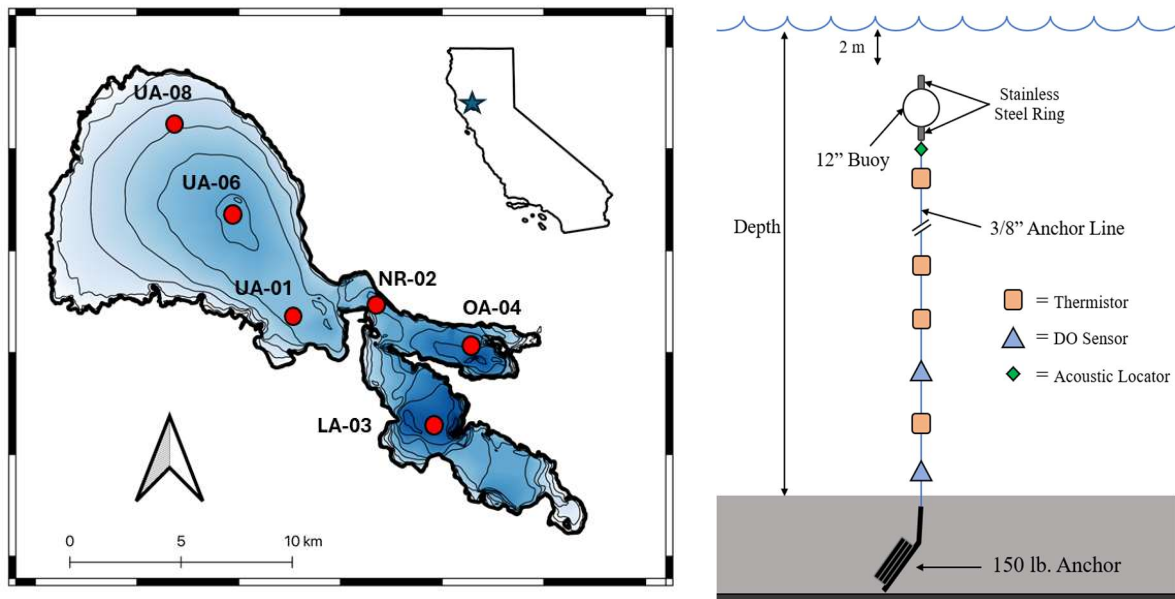 UA-08
UA-06
UA-01
NR-02
OA-04
LA-03
0 5 10 km
2 m
Stainless
Steel Ring
12” Buoy
Depth
3/8” Anchor Line
= Thermistor
= DO Sensor
= Acoustic Locator
150 lb. Anchor